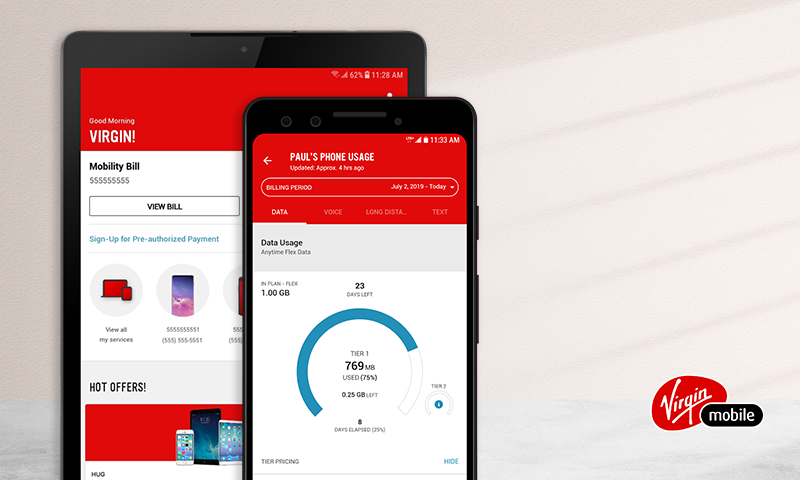 62% 11:28 AM
Good Morning
VIRGIN!
Mobility Bill
555555555
VIEW BILL
Sign-Up for Pre-authorized Payment
View all
my services
5555555551
(555) 555-5551
HOT OFFERS!
HUG
LTE 11:33 AM
PAUL'S PHONE USAGE
Updated: Approx. 4 hrs ago
BILLING PERIOD July 2, 2019 - Today
DATA VOICE LONG DISTA... TEXT
Data Usage
Anytime Flex Data
IN PLAN - FLEX
1.00 GB
23
DAYS LEFT
TIER 1
769 MB
USED (75%)
0.25 GB LEFT
TIER 2
8
DAYS ELAPSED (25%)
TIER PRICING HIDE
Virgin
mobile